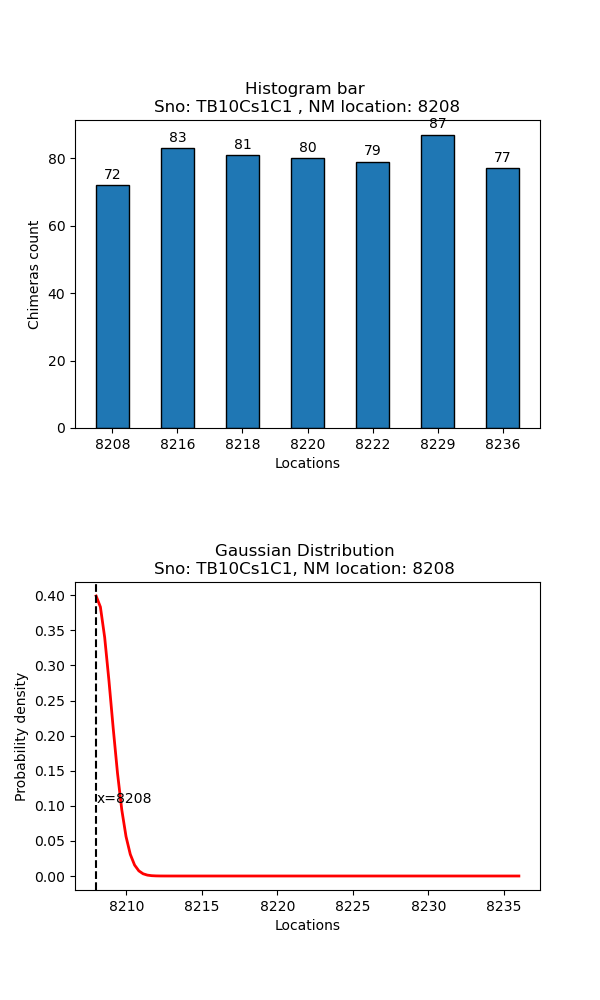 Histogram bar
Sno: TB10Cs1C1 , NM location: 8208
72 83 81 80 79 87 77
80
60
40
20
0
Chimeras count
8208 8216 8218 8220 8222 8229 8236
Locations
Gaussian Distribution
Sno: TB10Cs1C1, NM location: 8208
0.40
0.35
0.30
0.25
0.20
0.15
0.10
0.05
0.00
Probability density
x=8208
8210 8215 8220 8225 8230 8235
Locations